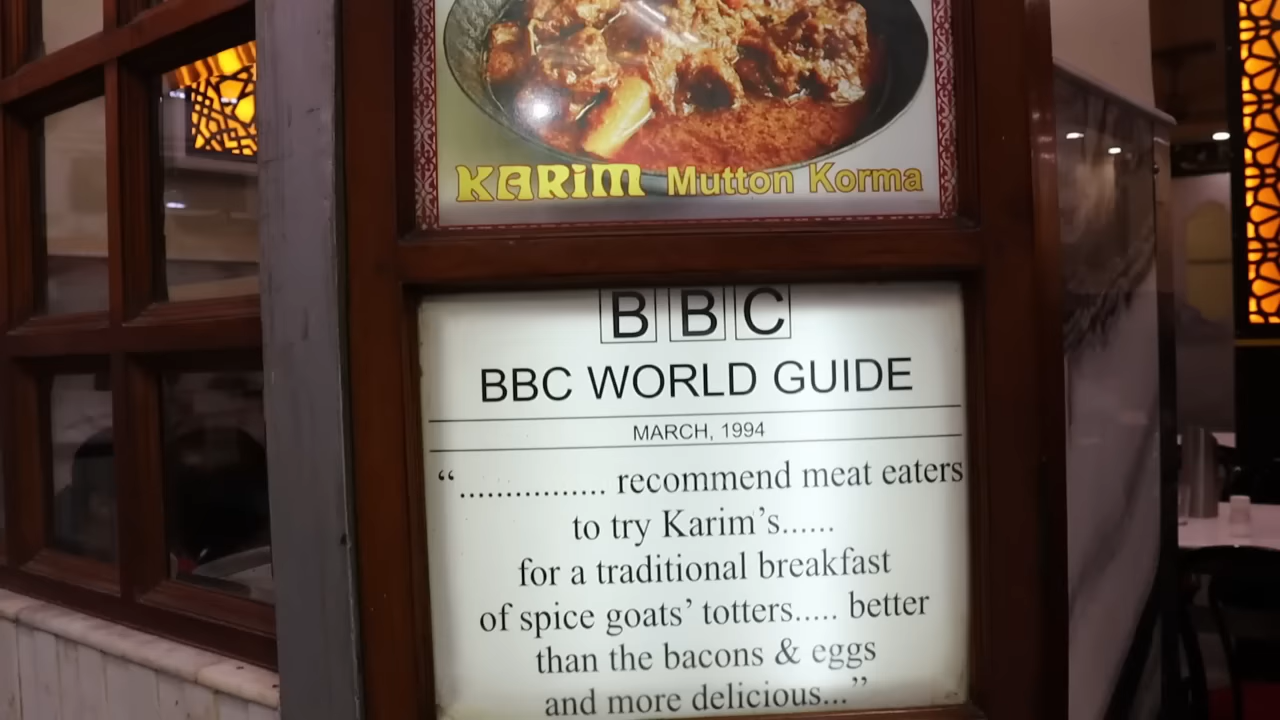 KARIM Mutton Korma
BBC
BBC WORLD GUIDE
MARCH, 1994
“................ recommend meat eaters
to try Karim’s......
for a traditional breakfast
of spice goats’ totters..... better
than the bacons & eggs
and more delicious...”